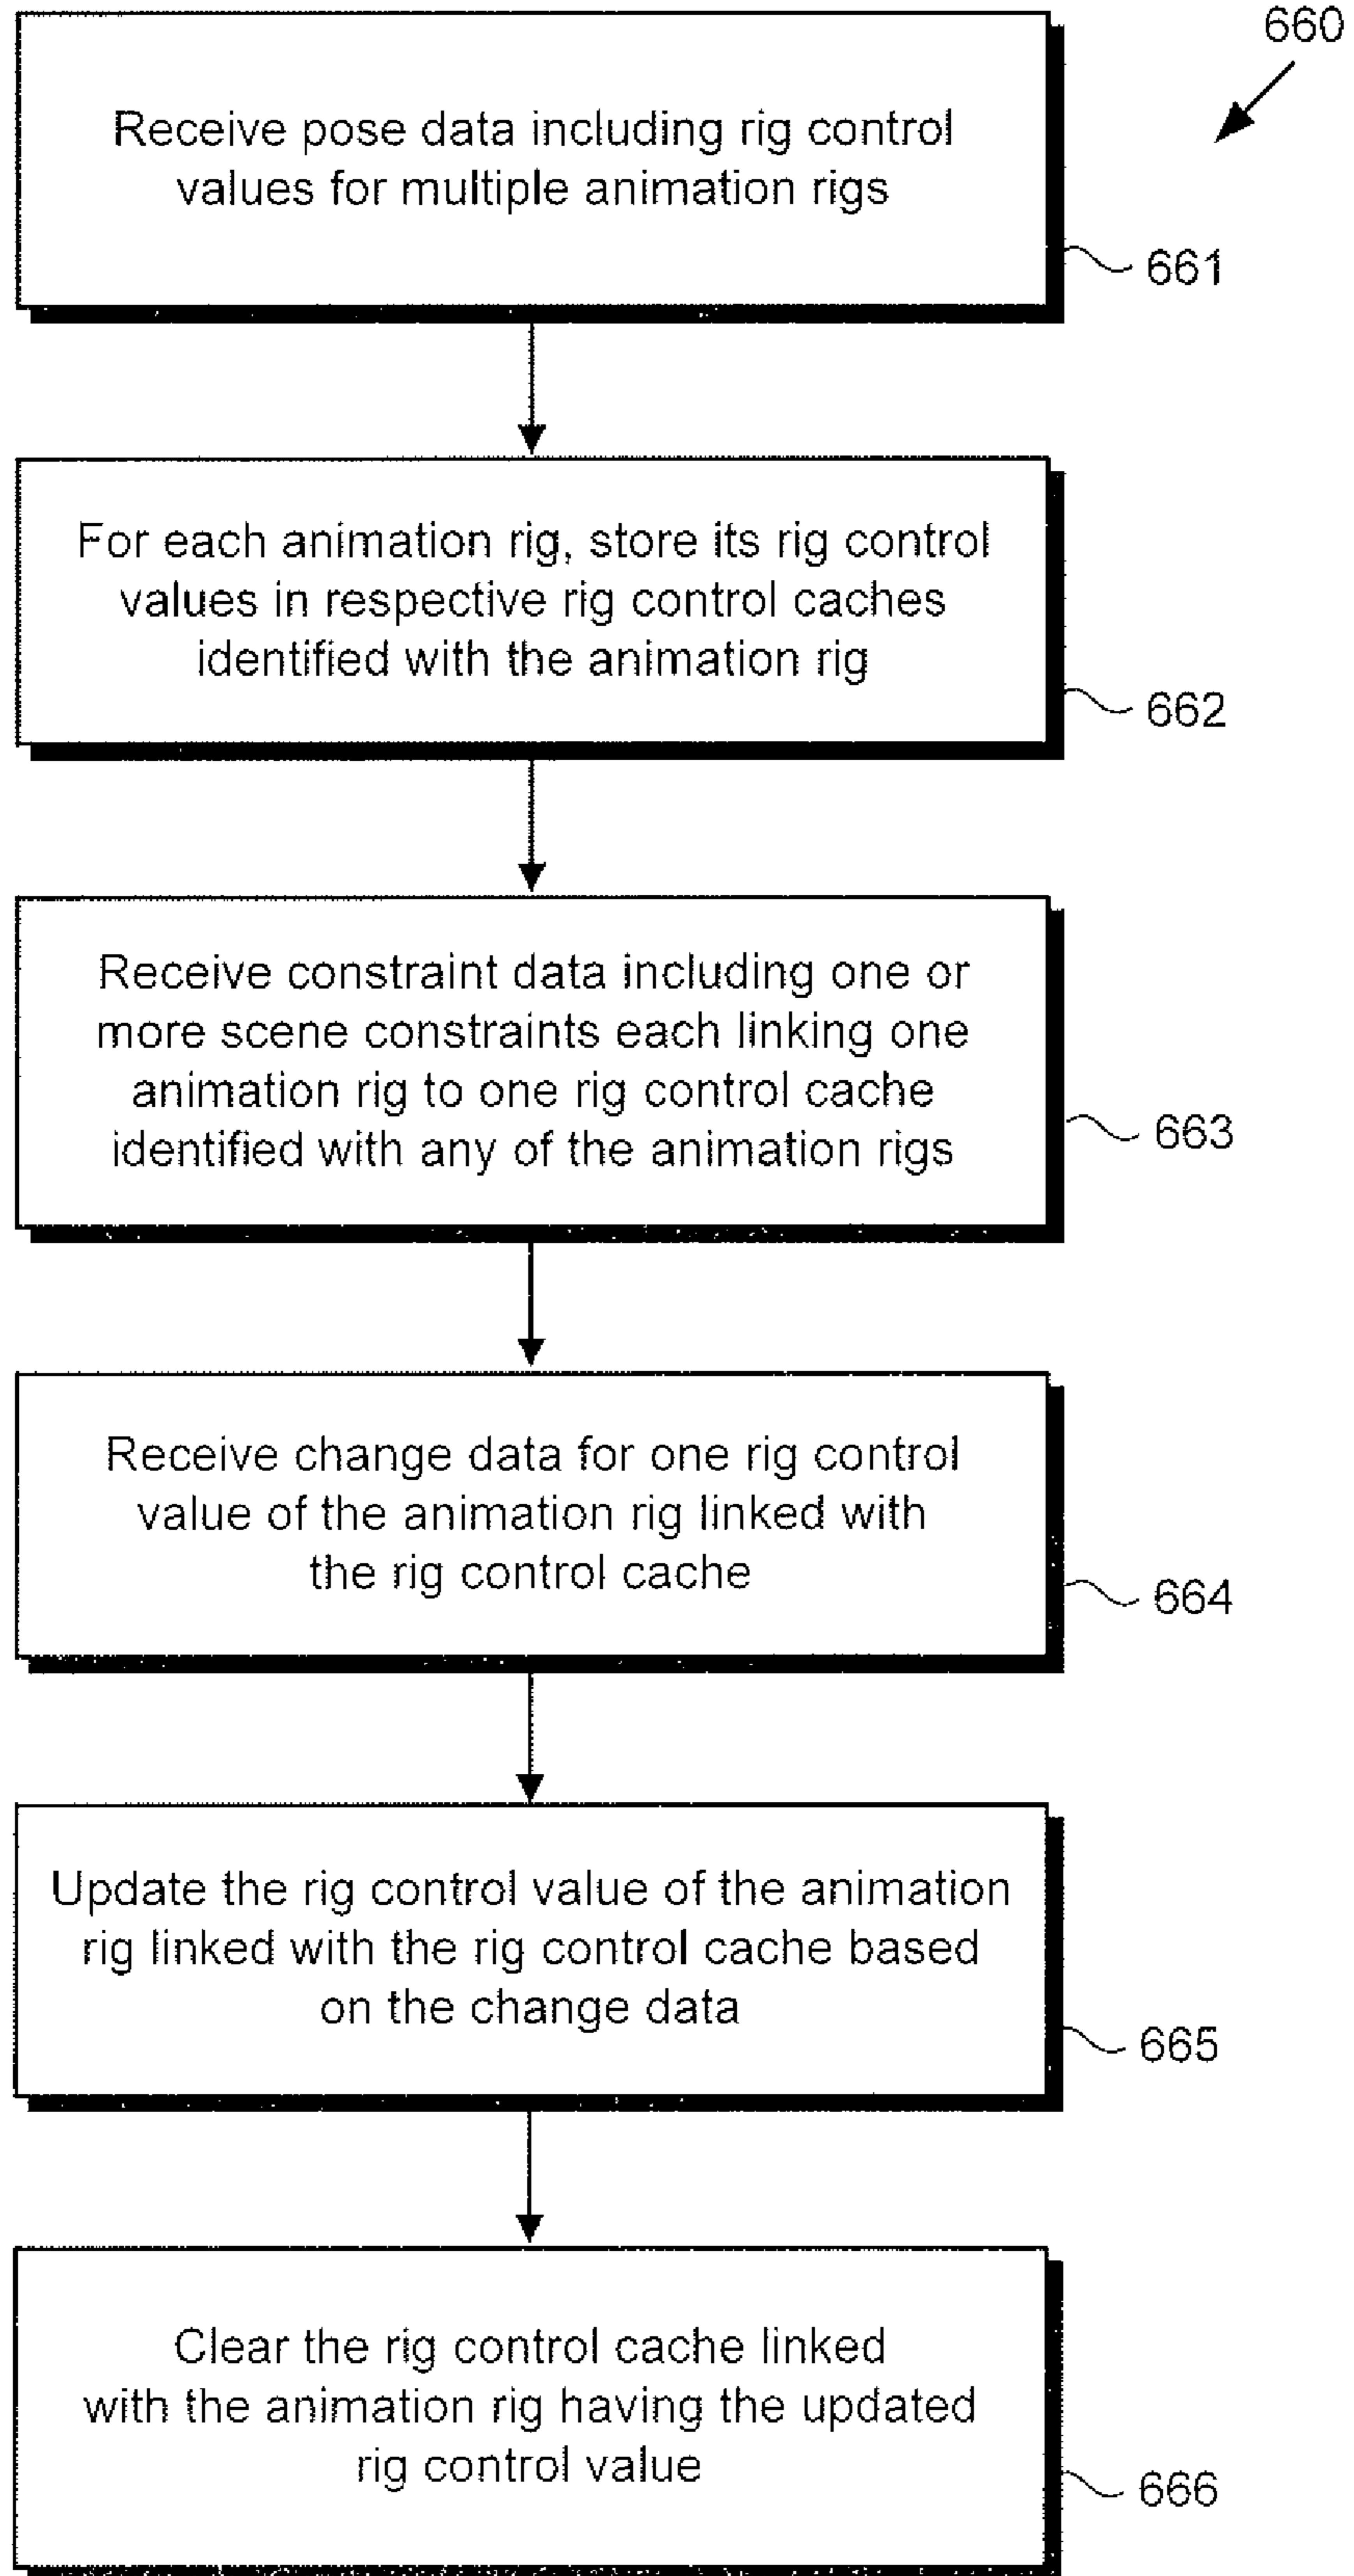 660
Receive pose data including rig control
values for multiple animation rigs
661
For each animation rig, store its rig control
values in respective rig control caches
identified with the animation rig
662
Receive constraint data including one or
more scene constraints each linking one
animation rig to one rig control cache
identified with any of the animation rigs
663
Receive change data for one rig control
value of the animation rig linked with
the rig control cache
664
Update the rig control value of the animation
rig linked with the rig control cache based
on the change data
665
Clear the rig control cache linked
with the animation rig having the updated
rig control value
666